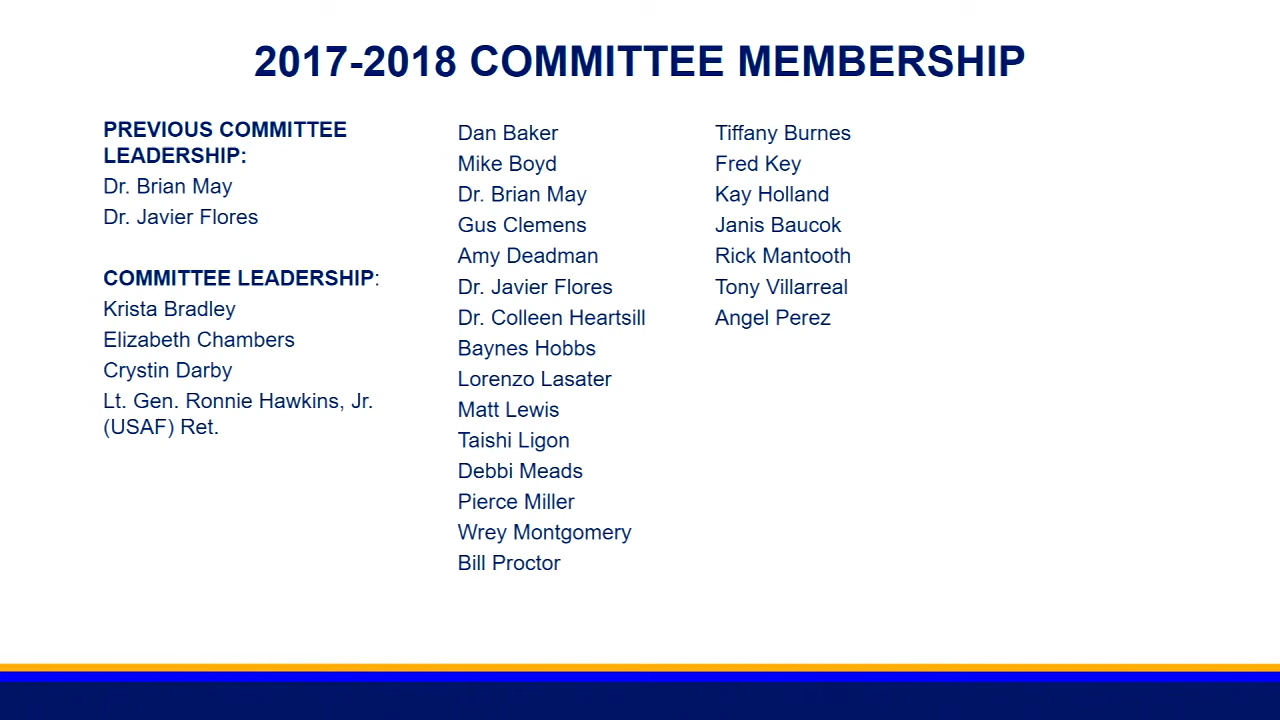 2017-2018 COMMITTEE MEMBERSHIP
PREVIOUS COMMITTEE
LEADERSHIP:
Dr. Brian May
Dr. Javier Flores
COMMITTEE LEADERSHIP:
Krista Bradley
Elizabeth Chambers
Crystin Darby
Lt. Gen. Ronnie Hawkins, Jr.
(USAF) Ret.
Dan Baker
Mike Boyd
Dr. Brian May
Gus Clemens
Amy Deadman
Dr. Javier Flores
Dr. Colleen Heartsill
Baynes Hobbs
Lorenzo Lasater
Matt Lewis
Taishi Ligon
Debbi Meads
Pierce Miller
Wrey Montgomery
Bill Proctor
Tiffany Burnes
Fred Key
Kay Holland
Janis Baucok
Rick Mantooth
Tony Villarreal
Angel Perez